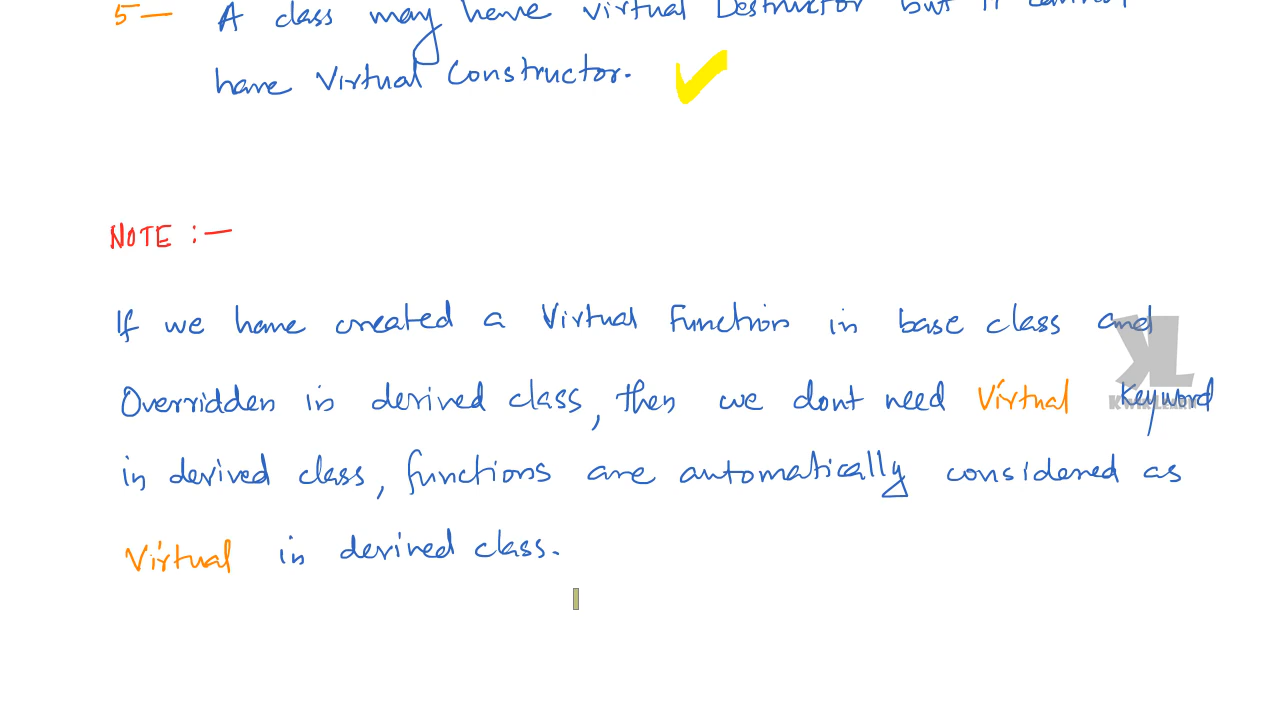 5— A class may have Virtual Destructor but it cannot
have Virtual Constructor.
NOTE :—
If we have created a Virtual Function in base class and
Overridden in derived class, then we dont need Virtual Keyword
in derived class, functions are automatically considered as
Virtual in derived class.
KL